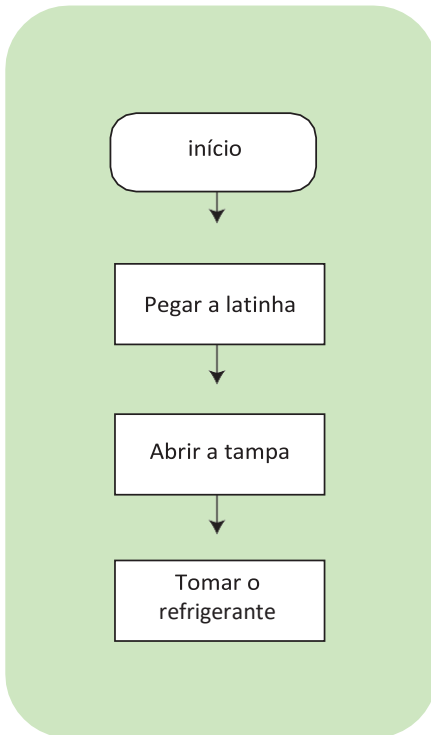 início
Pegar a latinha
Abrir a tampa
Tomar o
refrigerante